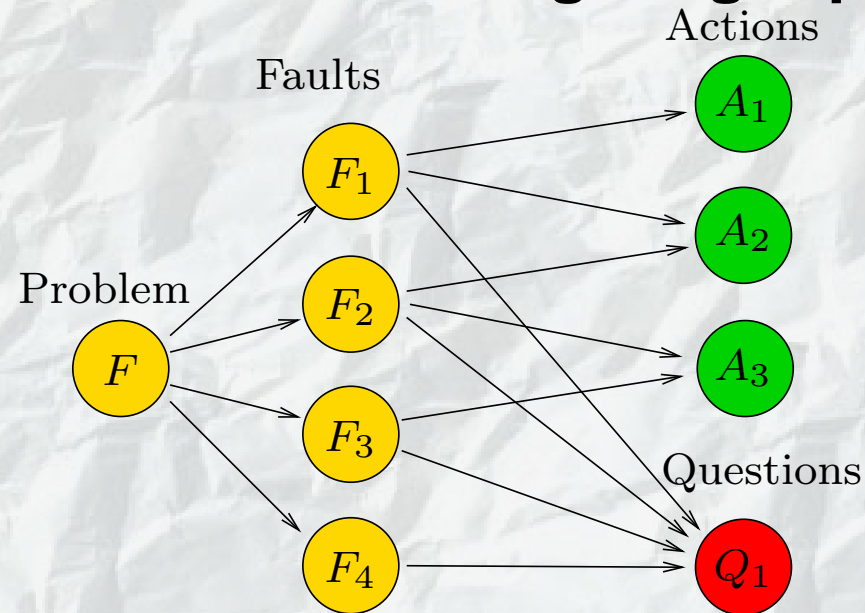 Actions
Faults
Problem
Questions
F
F₁
F₂
F₃
F₄
A₁
A₂
A₃
Q₁